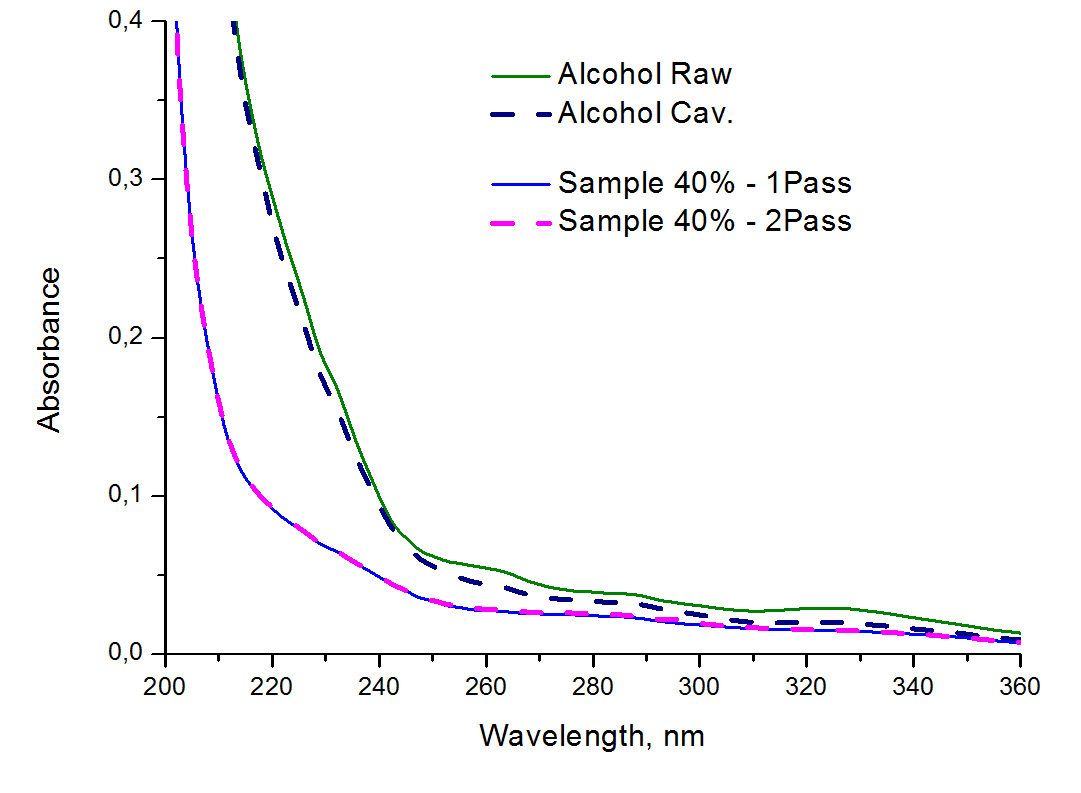 0,4
0,3
0,2
0,1
0,0
Absorbance
Alcohol Raw
Alcohol Cav.
Sample 40% - 1Pass
Sample 40% - 2Pass
200 220 240 260 280 300 320 340 360
Wavelength, nm